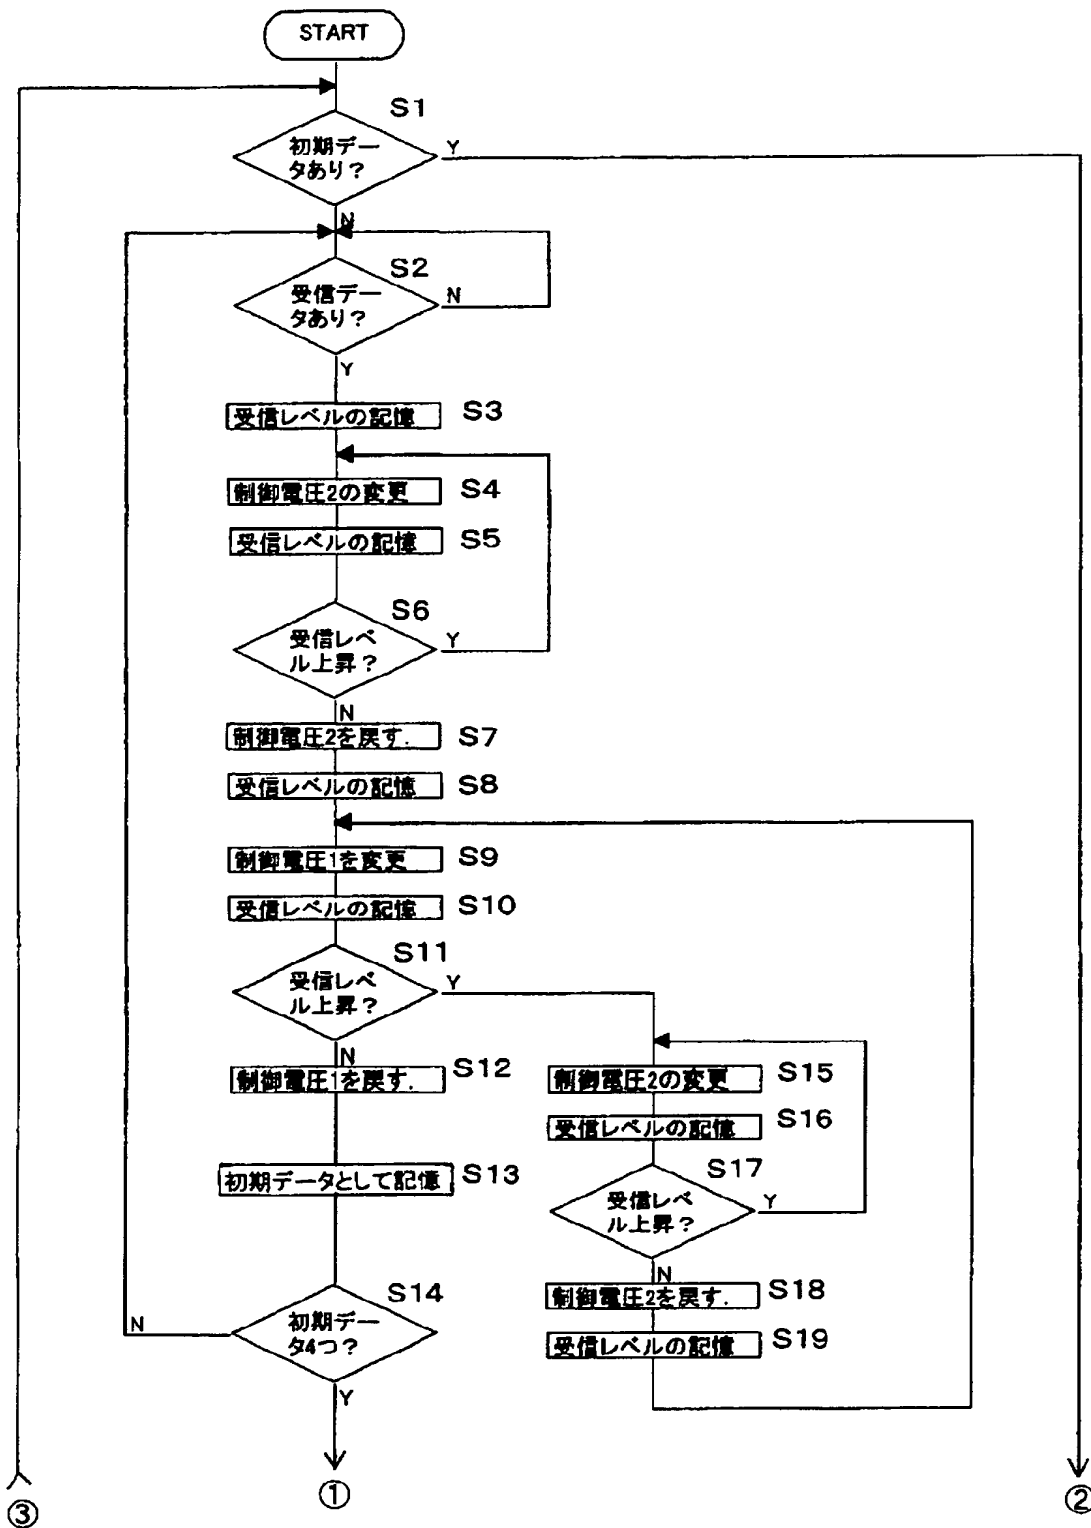 START
S1
初期デー
タあり？
Y
N
S2
受信デー
タあり？
N
Y
受信レベルの記憶
S3
制御電圧2の変更
S4
受信レベルの記憶
S5
S6
受信レベ
ル上昇？
Y
N
制御電圧2を戻す.
S7
受信レベルの記憶
S8
制御電圧1を変更
S9
受信レベルの記憶
S10
S11
受信レベ
ル上昇？
Y
N
制御電圧1を戻す.
S12
初期データとして記憶
S13
S14
初期デー
タ4つ？
N
Y
制御電圧2の変更
S15
受信レベルの記憶
S16
S17
受信レベ
ル上昇？
Y
N
制御電圧2を戻す.
S18
受信レベルの記憶
S19
③
①
②